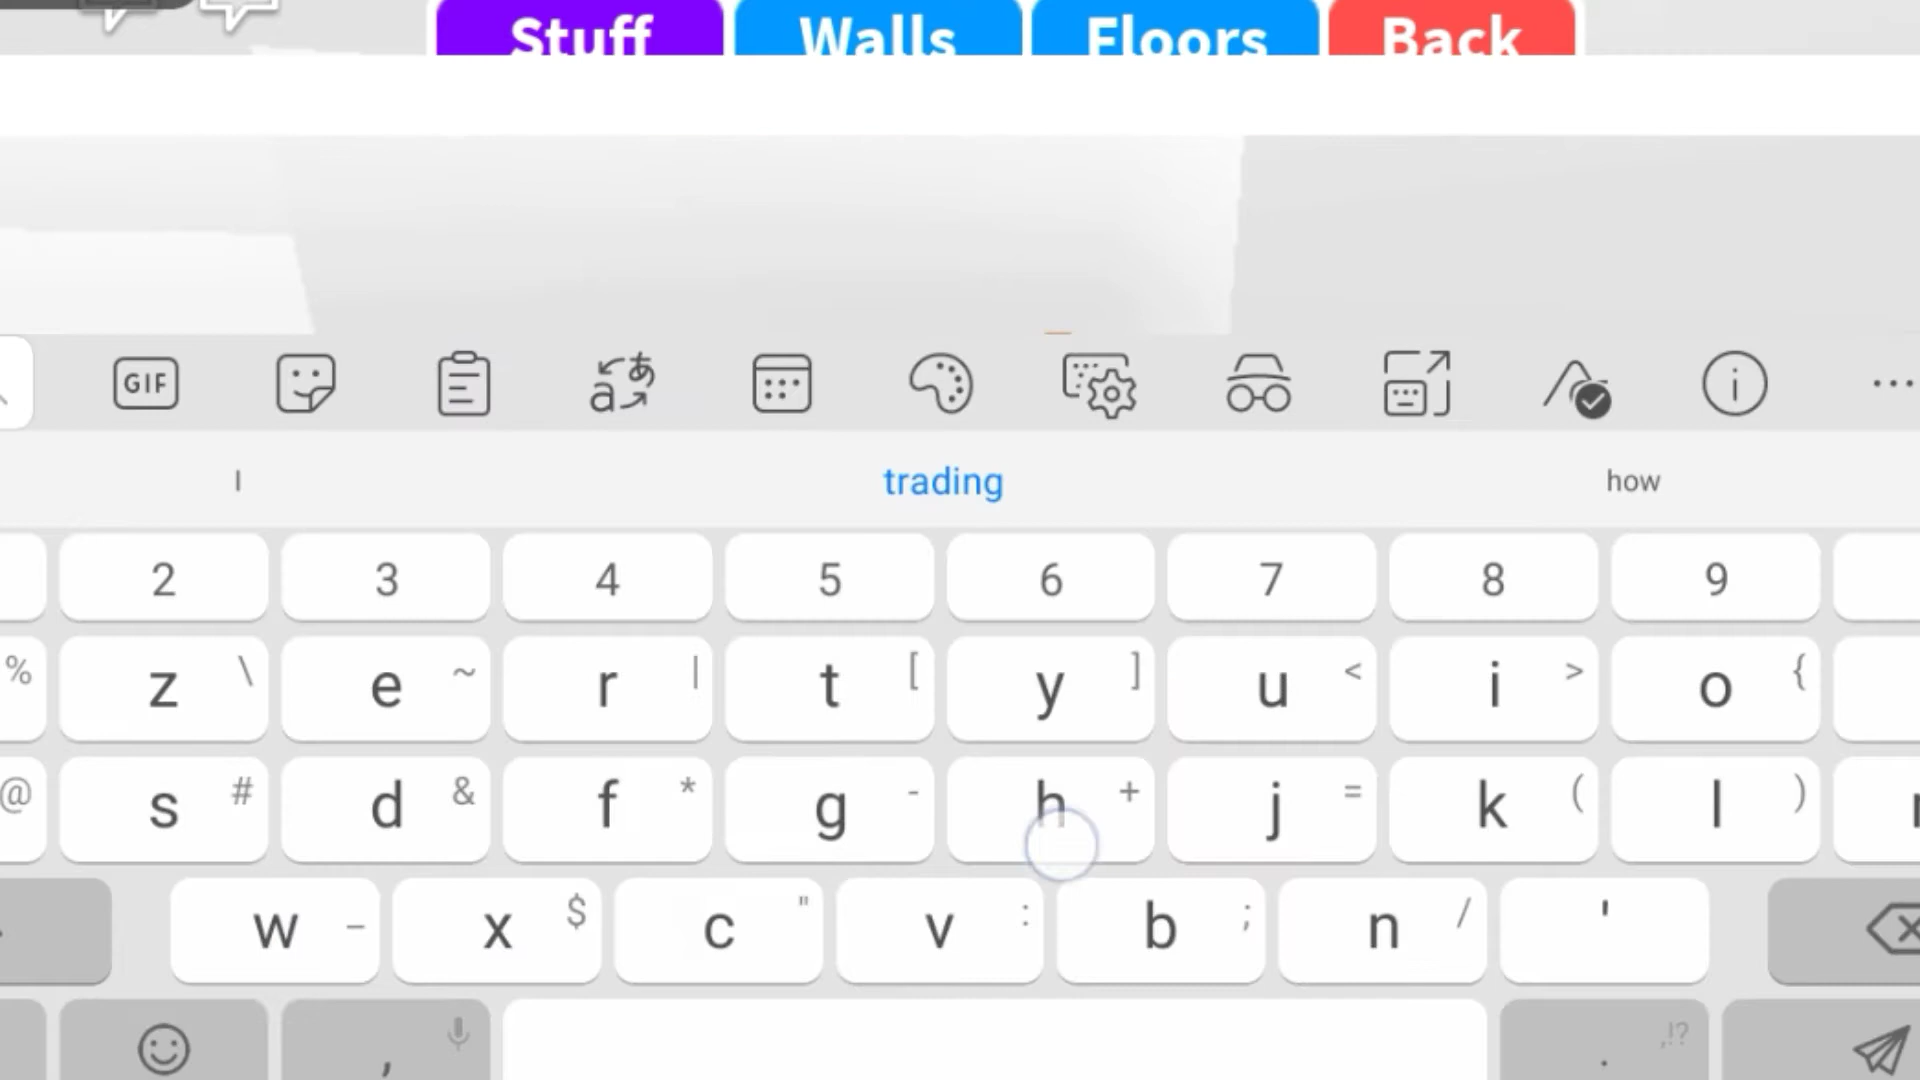 Stuff Walls Floors Back
GIF
I trading how
2 3 4 5 6 7 8 9
% z \ e ~ r | t [ y ] u < i > o {
@ s # d & f * g - h + j = k ( l )
w _ x $ c " v : b ; n / '
, . ,!?